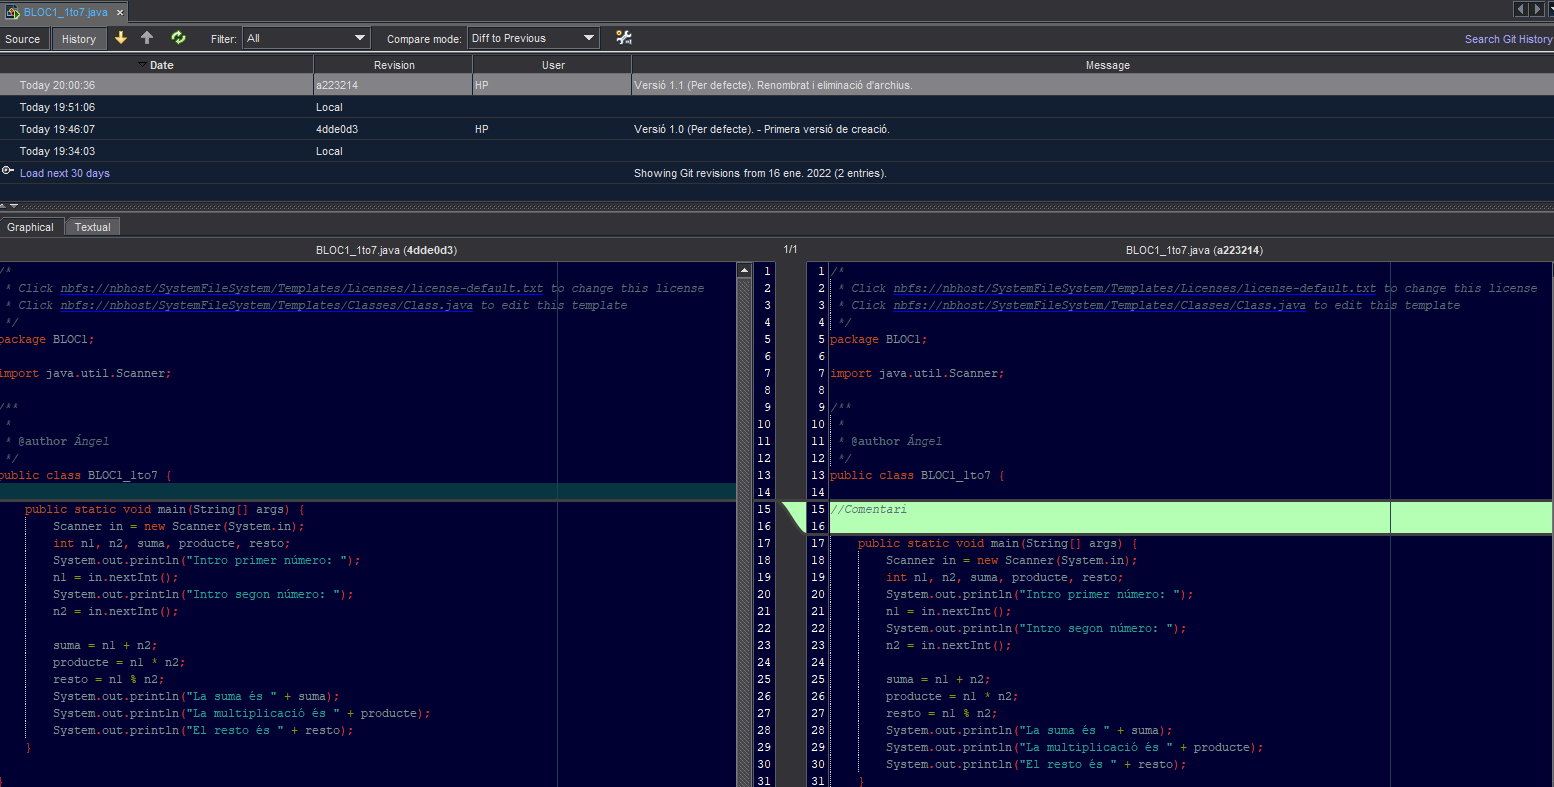 BLOC1_1to7.java ×
Source History Filter: All Compare mode: Diff to Previous Search Git History
Date Revision User Message
Today 20:00:36 a223214 HP Versió 1.1 (Per defecte). Renombrat i eliminació d'archius.
Today 19:51:06 Local
Today 19:46:07 4dde0d3 HP Versió 1.0 (Per defecte). - Primera versió de creació.
Today 19:34:03 Local
Load next 30 days Showing Git revisions from 16 ene. 2022 (2 entries).
Graphical Textual
BLOC1_1to7.java (4dde0d3) 1/1 BLOC1_1to7.java (a223214)
/* 1
* Click nbfs://nbhost/SystemFileSystem/Templates/Licenses/license-default.txt to change this license 2
* Click nbfs://nbhost/SystemFileSystem/Templates/Classes/Class.java to edit this template 3
*/ 4
package BLOC1; 5
6
import java.util.Scanner; 7
8
/** 9
* 10
* @author Ángel 11
*/ 12
public class BLOC1_1to7 { 13
14
public static void main(String[] args) { 15
Scanner in = new Scanner(System.in); 16
int n1, n2, suma, producte, resto; 17
System.out.println("Intro primer número: "); 18
n1 = in.nextInt(); 19
System.out.println("Intro segon número: "); 20
n2 = in.nextInt(); 21
22
suma = n1 + n2; 23
producte = n1 * n2; 24
resto = n1 % n2; 25
System.out.println("La suma és " + suma); 26
System.out.println("La multiplicació és " + producte); 27
System.out.println("El resto és " + resto); 28
} 29
30
} 31
1 /*
2 * Click nbfs://nbhost/SystemFileSystem/Templates/Licenses/license-default.txt to change this license
3 * Click nbfs://nbhost/SystemFileSystem/Templates/Classes/Class.java to edit this template
4 */
5 package BLOC1;
6
7 import java.util.Scanner;
8
9 /**
10 *
11 * @author Ángel
12 */
13 public class BLOC1_1to7 {
14
15 //Comentari
16
17 public static void main(String[] args) {
18 Scanner in = new Scanner(System.in);
19 int n1, n2, suma, producte, resto;
20 System.out.println("Intro primer número: ");
21 n1 = in.nextInt();
22 System.out.println("Intro segon número: ");
23 n2 = in.nextInt();
24
25 suma = n1 + n2;
26 producte = n1 * n2;
27 resto = n1 % n2;
28 System.out.println("La suma és " + suma);
29 System.out.println("La multiplicació és " + producte);
30 System.out.println("El resto és " + resto);
31 }